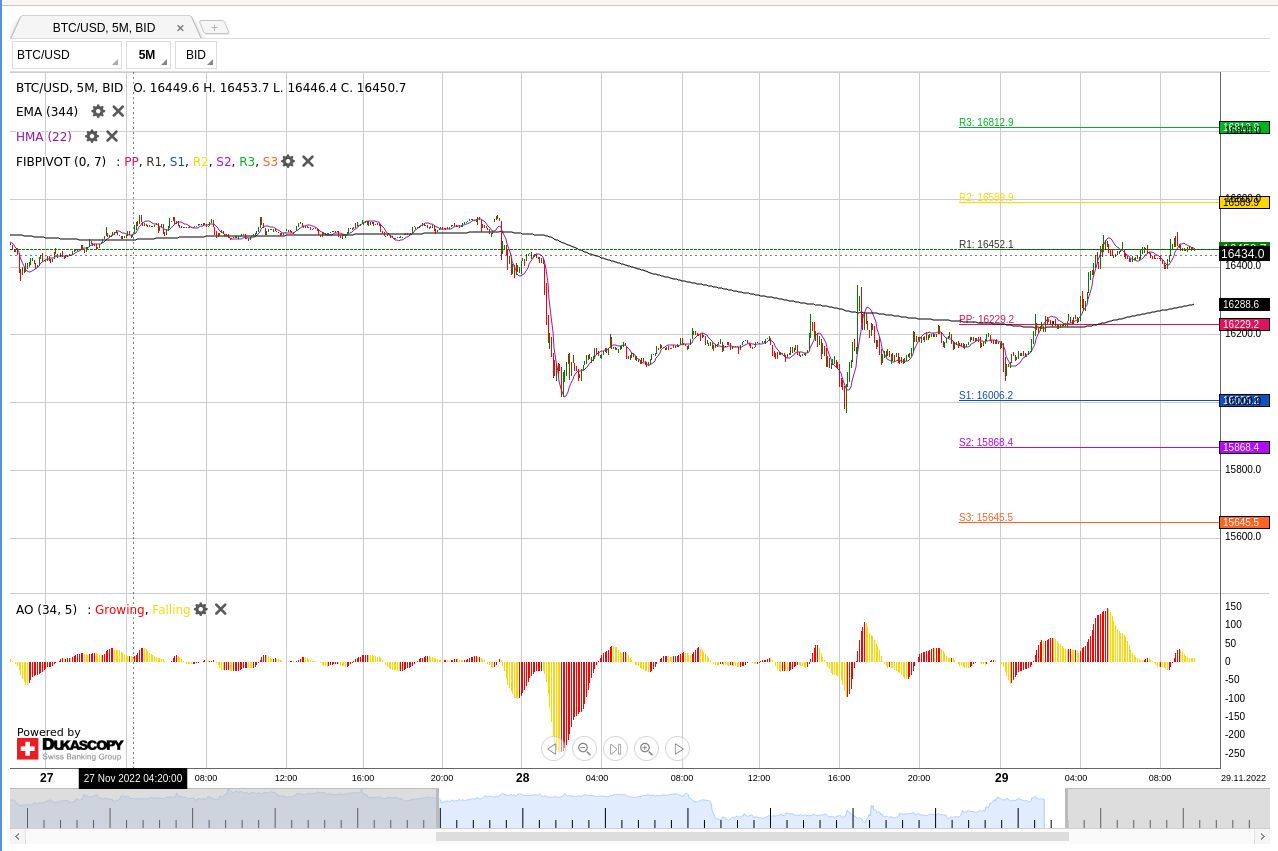 BTC/USD, 5M, BID × +
BTC/USD 5M BID
BTC/USD, 5M, BID O. 16449.6 H. 16453.7 L. 16446.4 C. 16450.7
EMA (344)
HMA (22)
FIBPIVOT (0, 7) : PP, R1, S1, R2, S2, R3, S3
R3: 16812.9
R2: 16589.9
16589.9
R1: 16452.1
16434.0
16400.0
16288.6
PP: 16229.2
16229.2
16200.0
S1: 16006.2
S2: 15868.4
15868.4
15800.0
S3: 15645.5
15645.5
15600.0
AO (34, 5) : Growing, Falling
150
100
50
0
-50
-100
-150
-200
-250
Powered by
DUKASCOPY
Swiss Banking Group
27 27 Nov 2022 04:20:00 08:00 12:00 16:00 20:00 28 04:00 08:00 12:00 16:00 20:00 29 04:00 08:00 29.11.2022